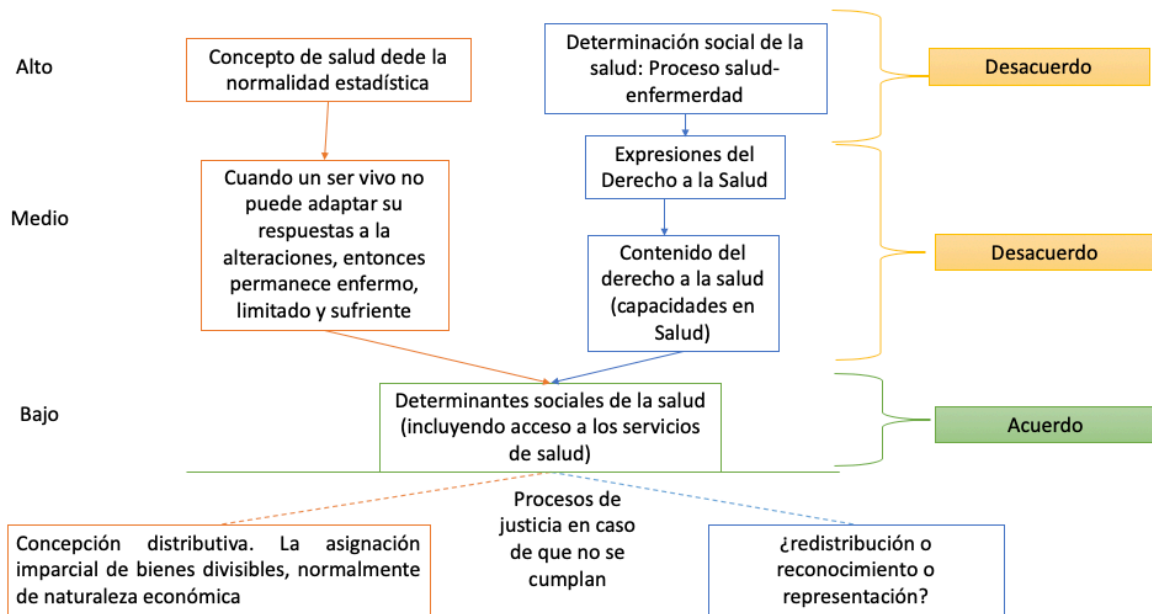 Alto
Concepto de salud dede la
normalidad estadística
Determinación social de la
salud: Proceso salud-
enfermerdad
Desacuerdo
Expresiones del
Derecho a la Salud
Medio
Cuando un ser vivo no
puede adaptar su
respuestas a la
alteraciones, entonces
permanece enfermo,
limitado y sufriente
Contenido del
derecho a la salud
(capacidades en
Salud)
Desacuerdo
Bajo
Determinantes sociales de la salud
(incluyendo acceso a los servicios
de salud)
Acuerdo
Procesos de
justicia en caso
de que no se
cumplan
Concepción distributiva. La asignación
imparcial de bienes divisibles, normalmente
de naturaleza económica
¿redistribución o
reconocimiento o
representación?